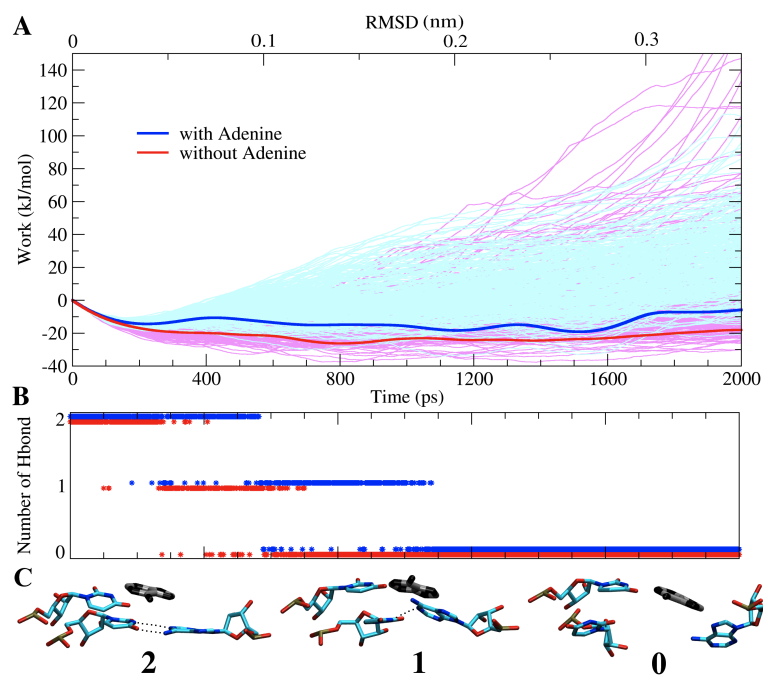 A
RMSD (nm)
0 0.1 0.2 0.3
140
120
100
80
60
40
20
0
-20
-40
Work (kJ/mol)
with Adenine
without Adenine
0 400 800 1200 1600 2000
Time (ps)
B
2
1
0
Number of Hbond
C
2 1 0